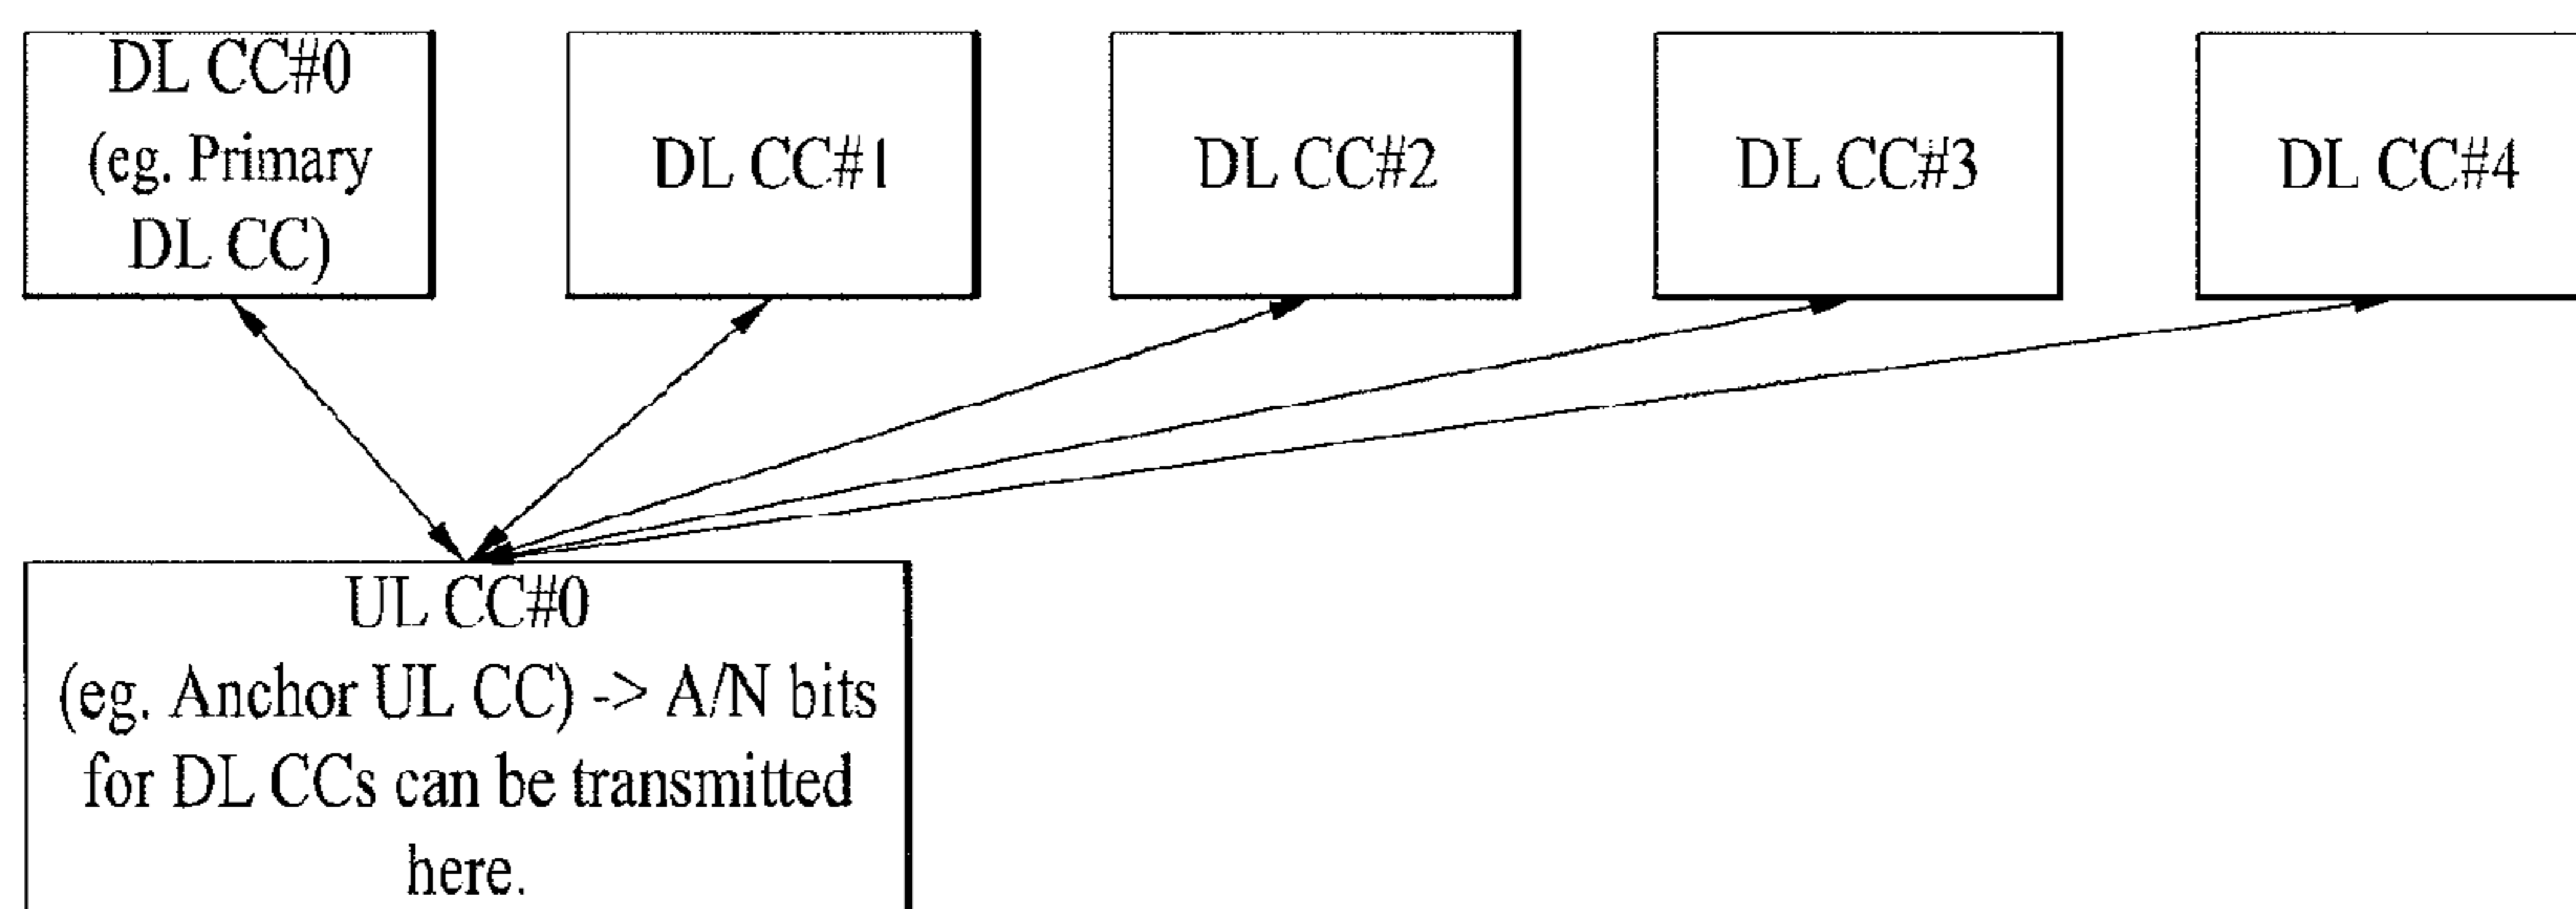 DL CC#0
(eg. Primary
DL CC)
DL CC#1
DL CC#2
DL CC#3
DL CC#4
UL CC#0
(eg. Anchor UL CC) -> A/N bits
for DL CCs can be transmitted
here.